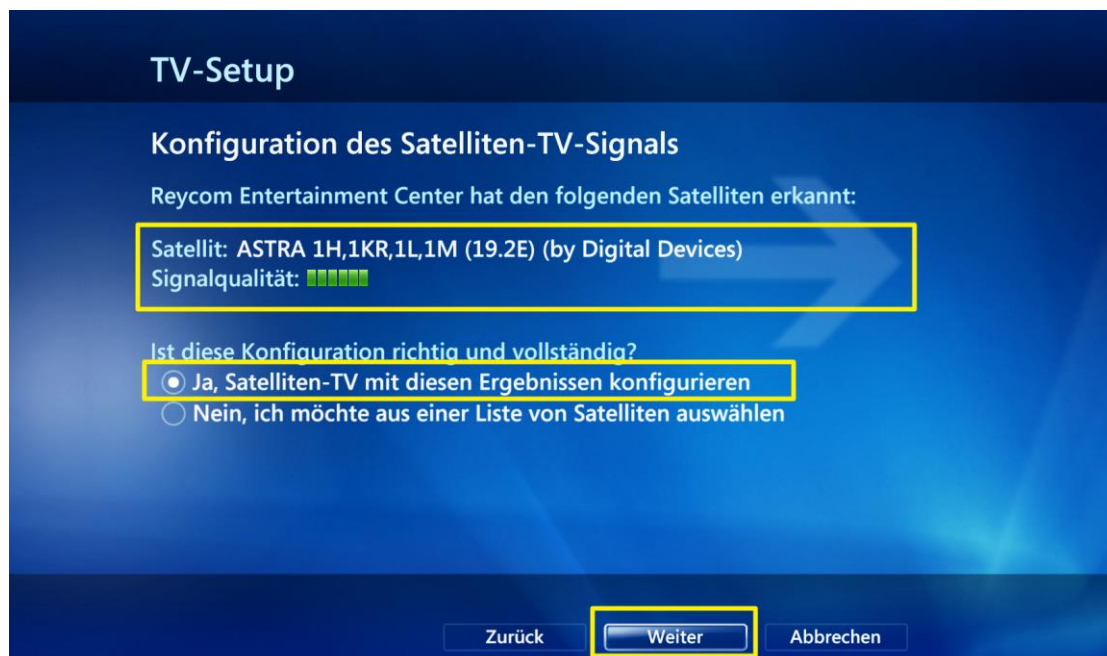 TV-Setup
Konfiguration des Satelliten-TV-Signals
Reycom Entertainment Center hat den folgenden Satelliten erkannt:
Satellit: ASTRA 1H,1KR,1L,1M (19.2E) (by Digital Devices)
Signalqualität:
Ist diese Konfiguration richtig und vollständig?
Ja, Satelliten-TV mit diesen Ergebnissen konfigurieren
Nein, ich möchte aus einer Liste von Satelliten auswählen
Zurück Weiter Abbrechen